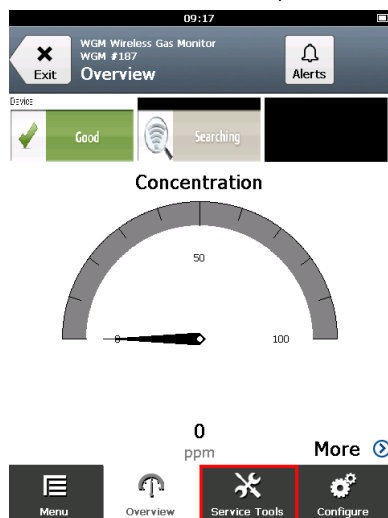 09:17
WGM Wireless Gas Monitor
WGM #187
Exit
Overview
Alerts
Device
Good
Searching
Concentration
50
0
100
0
ppm
More
Menu
Overview
Service Tools
Configure